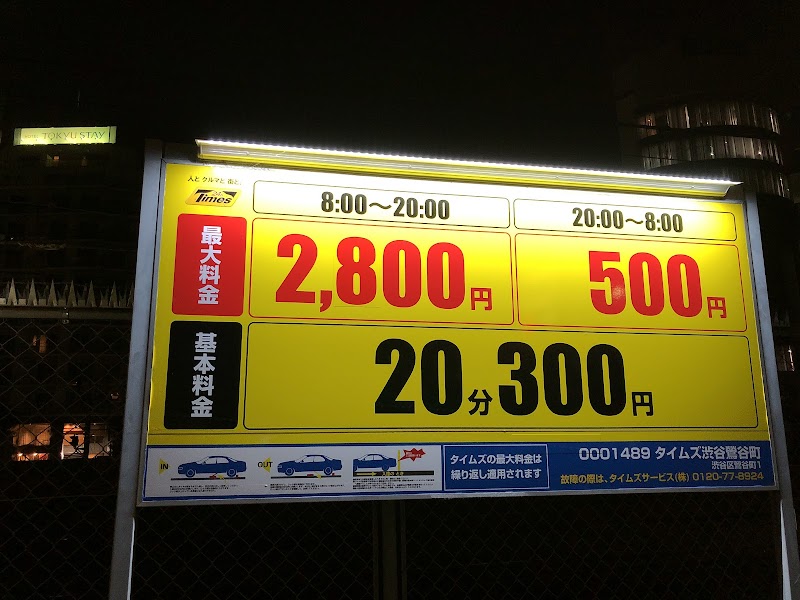 TOKYU STAY
人とクルマと街と。
Times
8:00～20:00
20:00～8:00
最大料金
2,800円
500円
基本料金
20分300円
IN
OUT
タイムズの最大料金は
繰り返し適用されます
0001489 タイムズ渋谷鶯谷町
渋谷区鶯谷町1
故障の際は、タイムズサービス(株) 0120-77-8924